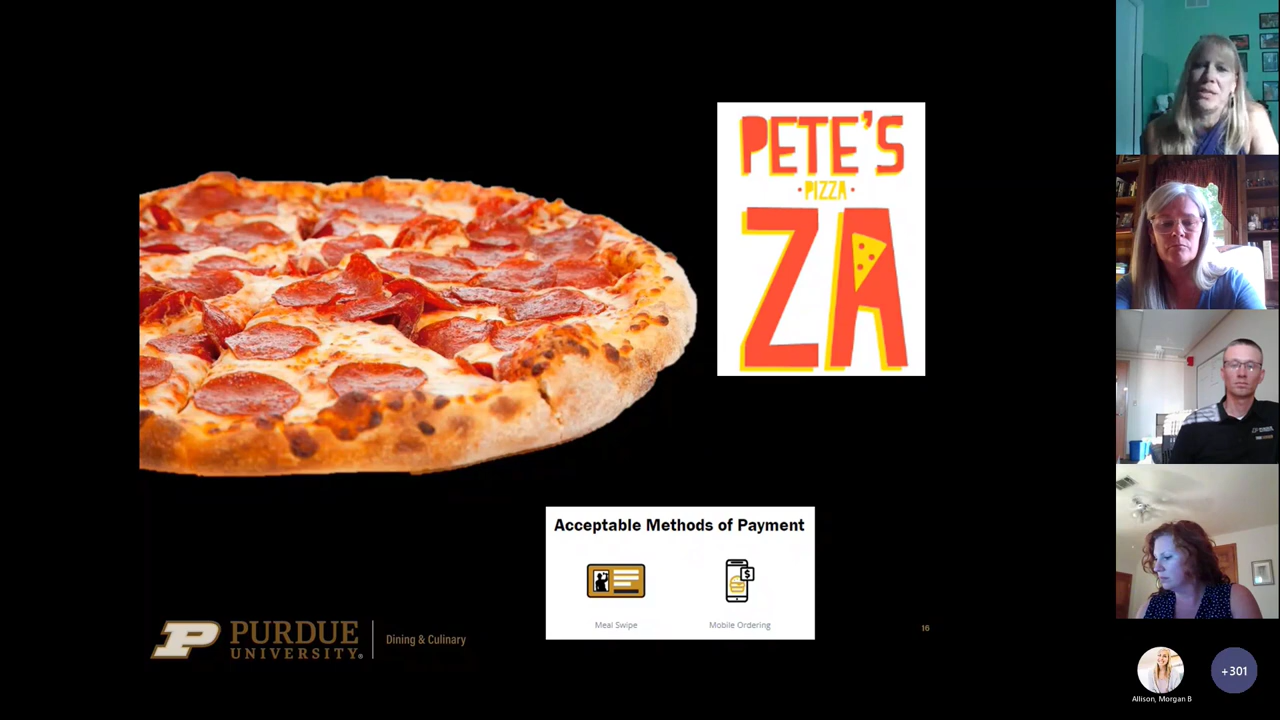 PETE'S
PIZZA
ZA
Acceptable Methods of Payment
Meal Swipe
Mobile Ordering
PURDUE
UNIVERSITY.
Dining & Culinary
16
+301
Allison, Morgan B